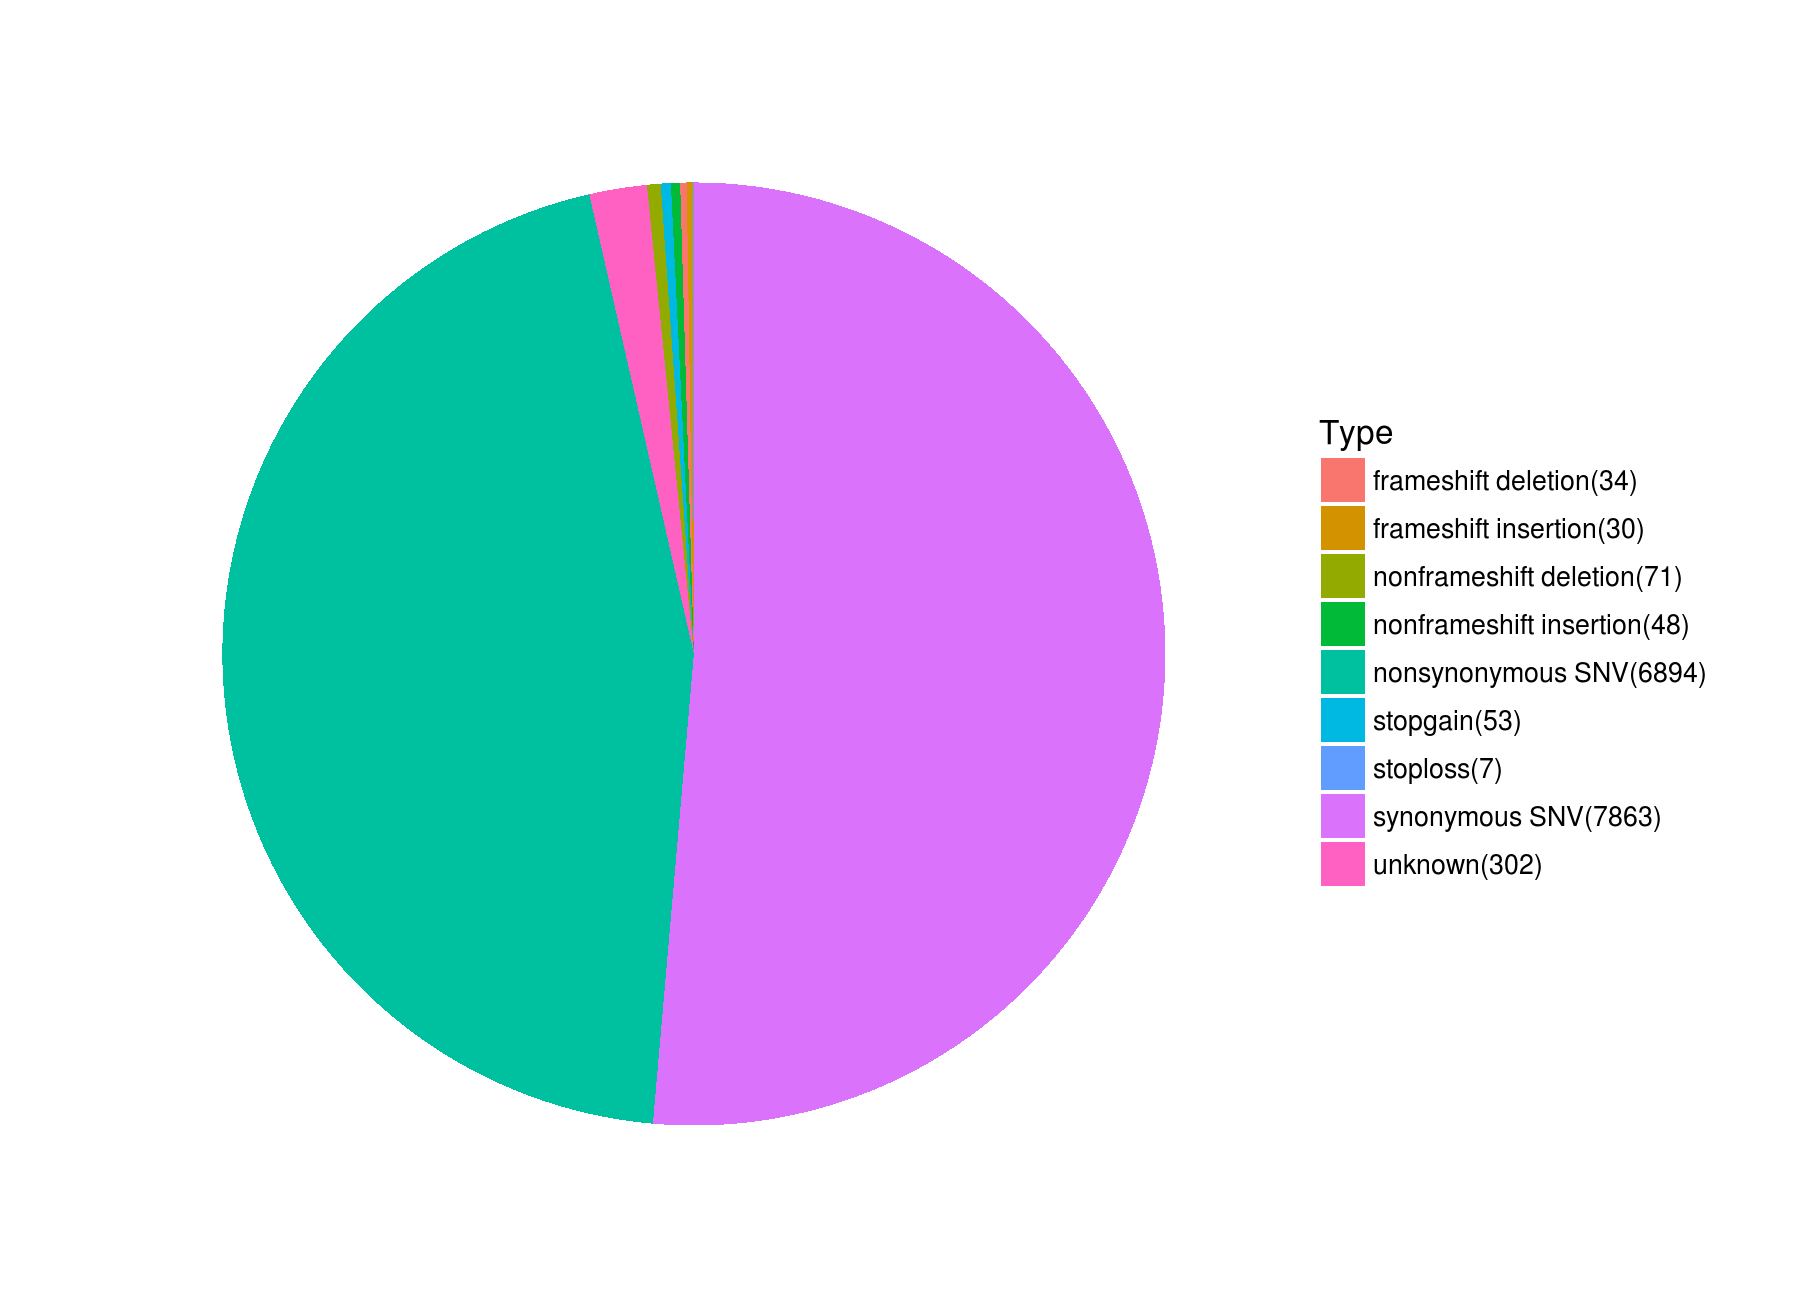 Type
frameshift deletion(34)
frameshift insertion(30)
nonframeshift deletion(71)
nonframeshift insertion(48)
nonsynonymous SNV(6894)
stopgain(53)
stoploss(7)
synonymous SNV(7863)
unknown(302)